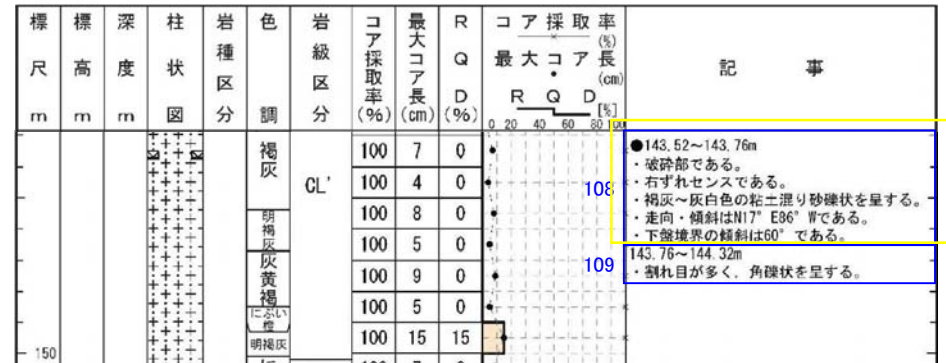 標尺 m
標高 m
深度 m
柱状図
岩種区分
色調
岩級区分
コア採取率(%)
最大コア長(cm)
RQD(%)
コア採取率(%)
最大コア長(cm)
RQD[%]
0 20 40 60 80 100
記事
褐灰
CL'
明褐灰
灰黄褐
にぶい橙
明褐灰
100 7 0
100 4 0
100 8 0
100 5 0
100 9 0
100 5 0
100 15 15
150
108
●143.52～143.76m
・破砕部である。
・右ずれセンスである。
・褐灰～灰白色の粘土混り砂礫状を呈する。
・走向・傾斜はN17°E86°Wである。
・下盤境界の傾斜は60°である。
109
143.76～144.32m
・割れ目が多く，角礫状を呈する。